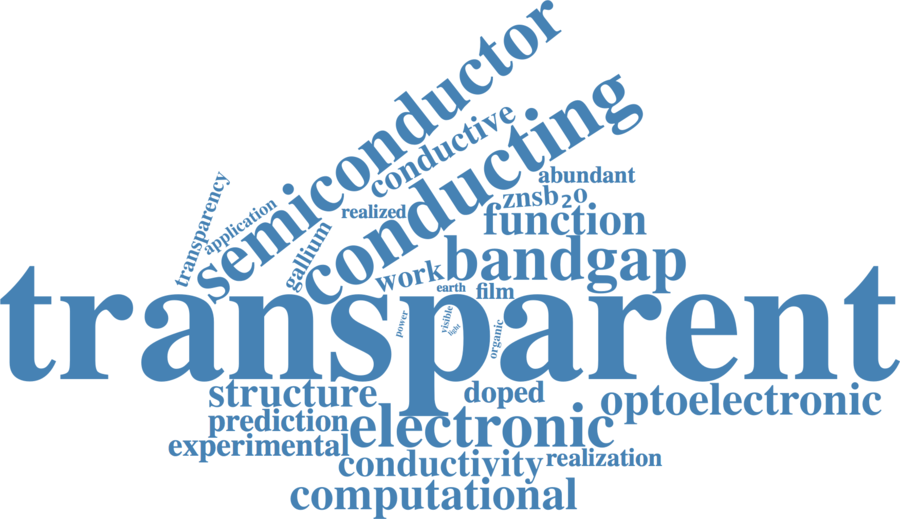 semiconductor
conductive
conducting
transparency
application
realized
gallium
abundant
znsb₂o
function
work
bandgap
earth
film
transparent
power
visible
light
organic
structure
doped
optoelectronic
prediction
electronic
experimental
conductivity
realization
computational